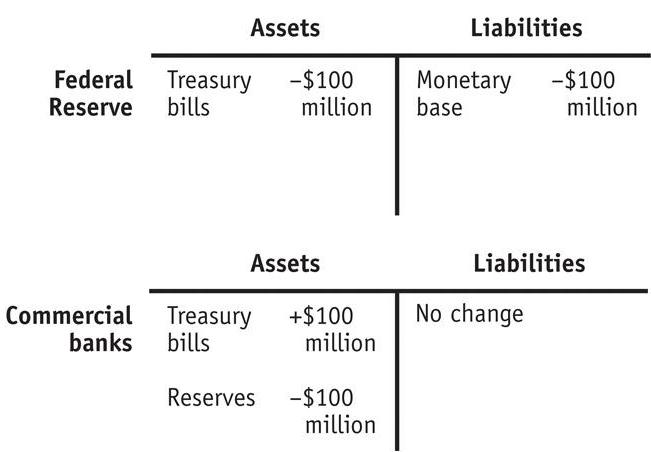 Assets Liabilities
Federal Reserve
Treasury bills –$100 million
Monetary base –$100 million
Assets Liabilities
Commercial banks
Treasury bills +$100 million
No change
Reserves –$100 million